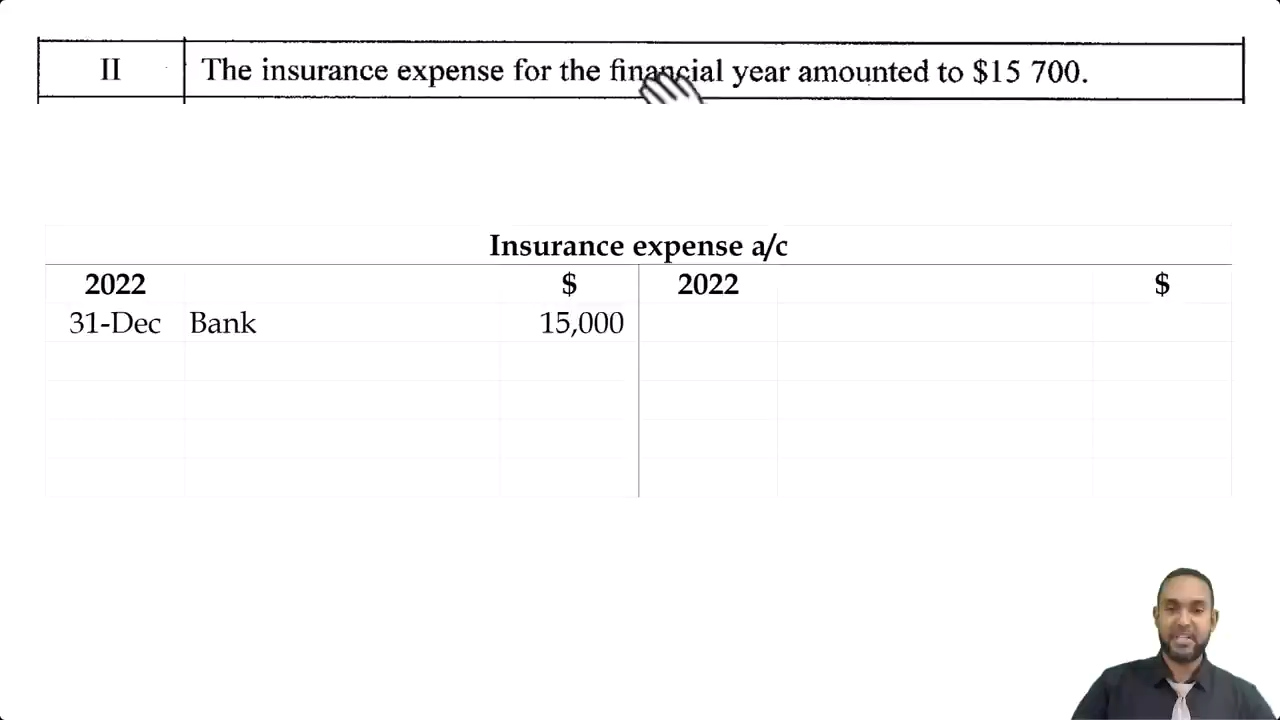 II The insurance expense for the financial year amounted to $15 700.
Insurance expense a/c
2022 $ 2022 $
31-Dec Bank 15,000